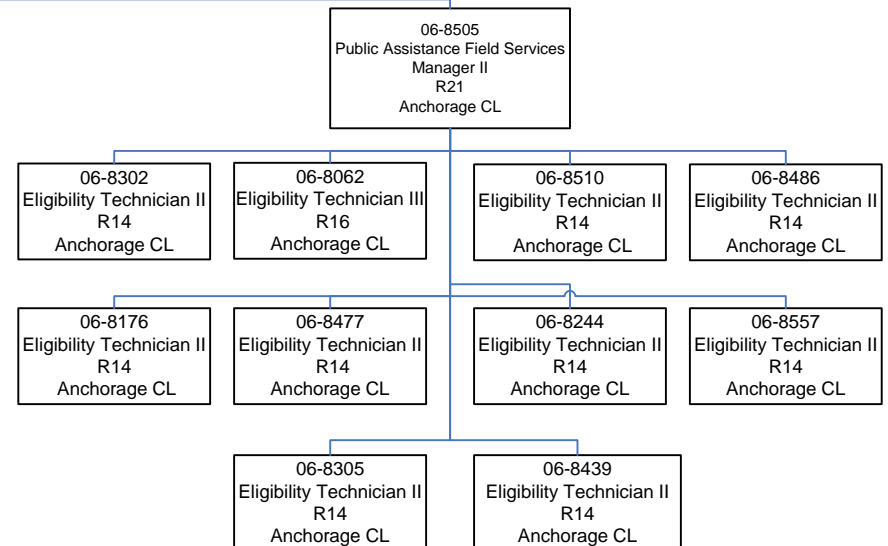 06-8505
Public Assistance Field Services
Manager II
R21
Anchorage CL
06-8302
Eligibility Technician II
R14
Anchorage CL
06-8062
Eligibility Technician III
R16
Anchorage CL
06-8510
Eligibility Technician II
R14
Anchorage CL
06-8486
Eligibility Technician II
R14
Anchorage CL
06-8176
Eligibility Technician II
R14
Anchorage CL
06-8477
Eligibility Technician II
R14
Anchorage CL
06-8244
Eligibility Technician II
R14
Anchorage CL
06-8557
Eligibility Technician II
R14
Anchorage CL
06-8305
Eligibility Technician II
R14
Anchorage CL
06-8439
Eligibility Technician II
R14
Anchorage CL